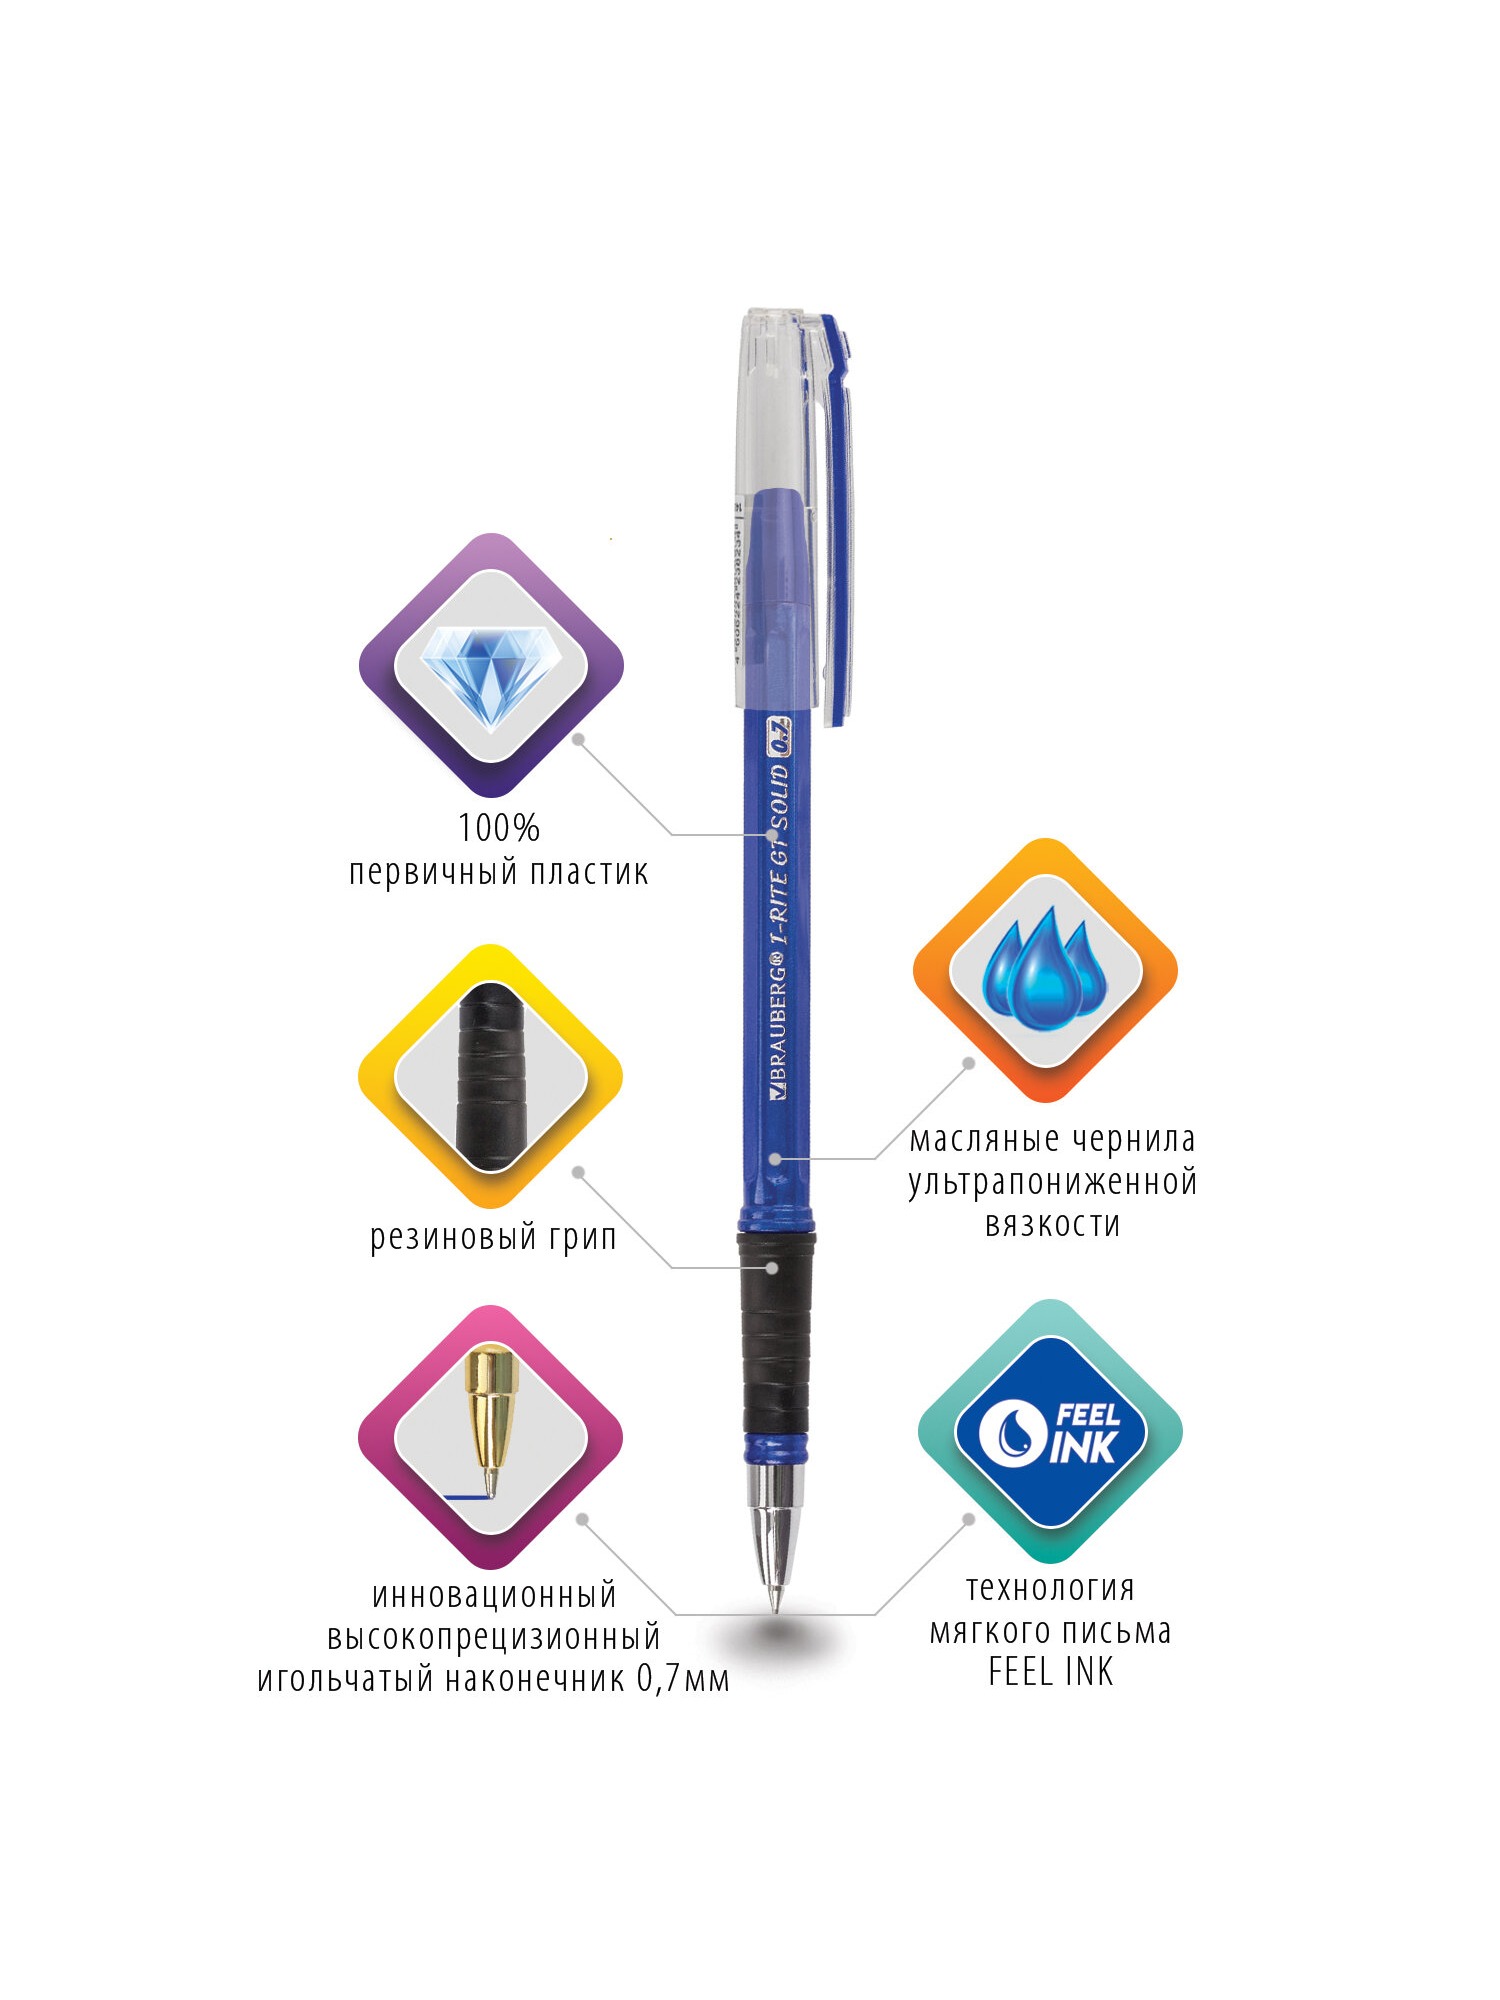 100%
первичный пластик
резиновый грип
инновационный
высокопрецизионный
игольчатый наконечник 0,7мм
BRAUBERG® I-RITE GT SOLID 0.7
масляные чернила
ультрапониженной
вязкости
FEEL
INK
технология
мягкого письма
FEEL INK